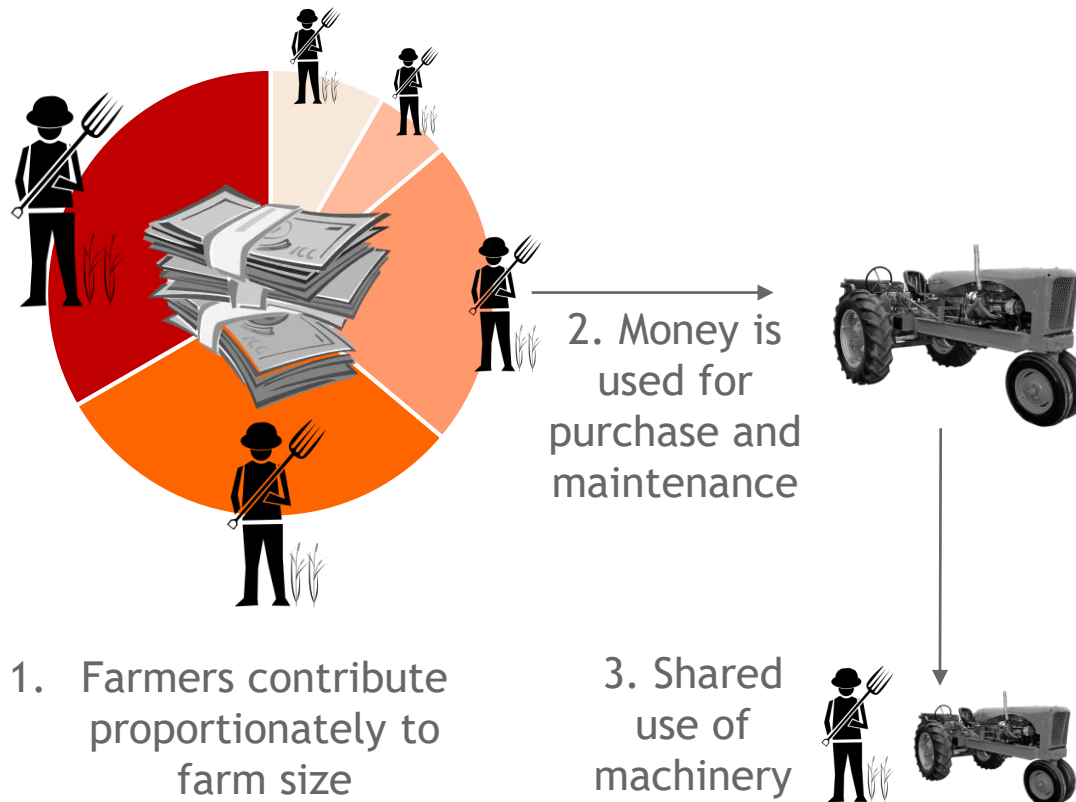 2. Money is
used for
purchase and
maintenance
1. Farmers contribute
proportionately to
farm size
3. Shared
use of
machinery